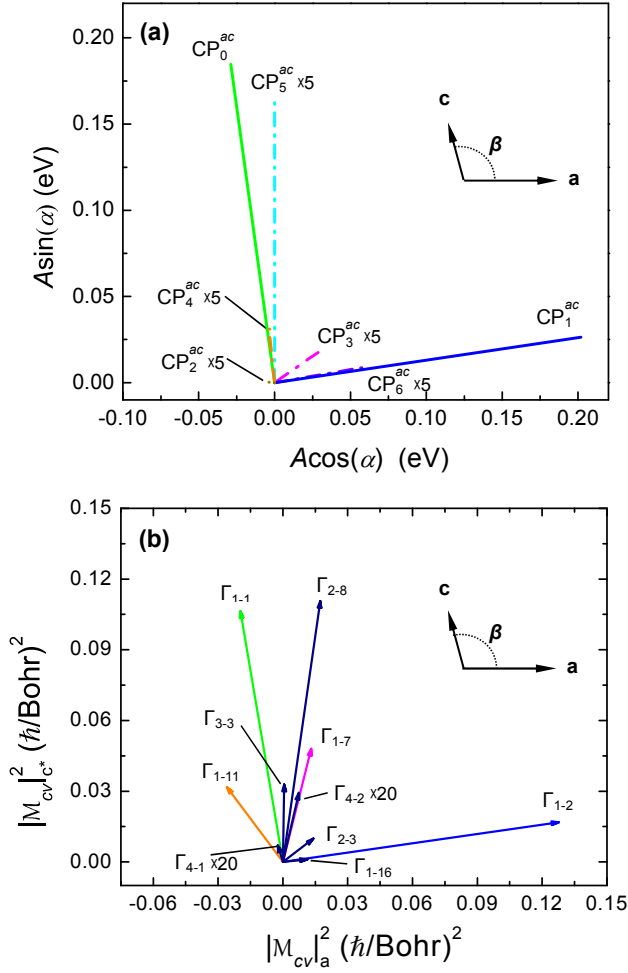 (a)
0.20
CP₀ᵃᶜ
CP₅ᵃᶜ x5
0.15
c
β
a
0.10
Asin(α) (eV)
0.05
CP₄ᵃᶜ x5
CP₃ᵃᶜ x5
CP₁ᵃᶜ
CP₂ᵃᶜ x5
CP₆ᵃᶜ x5
0.00
-0.10 -0.05 0.00 0.05 0.10 0.15 0.20
Acos(α) (eV)
0.15
(b)
c
β
a
0.12
Γ₁₋₁
Γ₂₋₈
0.09
|M_cv|²_c* (ħ/Bohr)²
0.06
Γ₃₋₃
Γ₁₋₇
Γ₁₋₁₁
0.03
Γ₄₋₂ x20
Γ₁₋₂
Γ₂₋₃
Γ₄₋₁ x20
Γ₁₋₁₆
0.00
-0.06 -0.03 0.00 0.03 0.06 0.09 0.12 0.15
|M_cv|²_a (ħ/Bohr)²